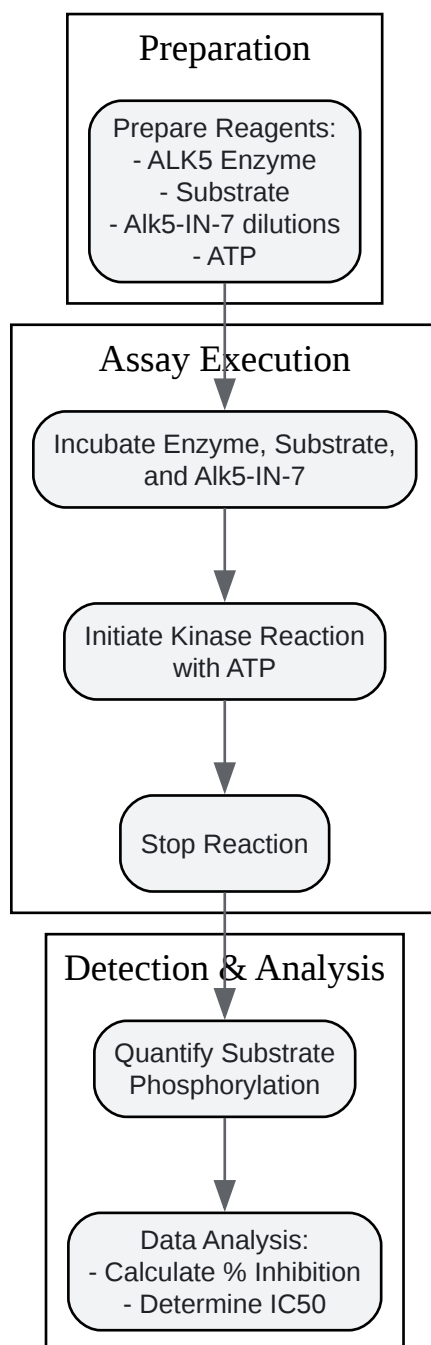 Preparation
Prepare Reagents:
- ALK5 Enzyme
- Substrate
- Alk5-IN-7 dilutions
- ATP
Assay Execution
Incubate Enzyme, Substrate,
and Alk5-IN-7
Initiate Kinase Reaction
with ATP
Stop Reaction
Detection & Analysis
Quantify Substrate
Phosphorylation
Data Analysis:
- Calculate % Inhibition
- Determine IC50